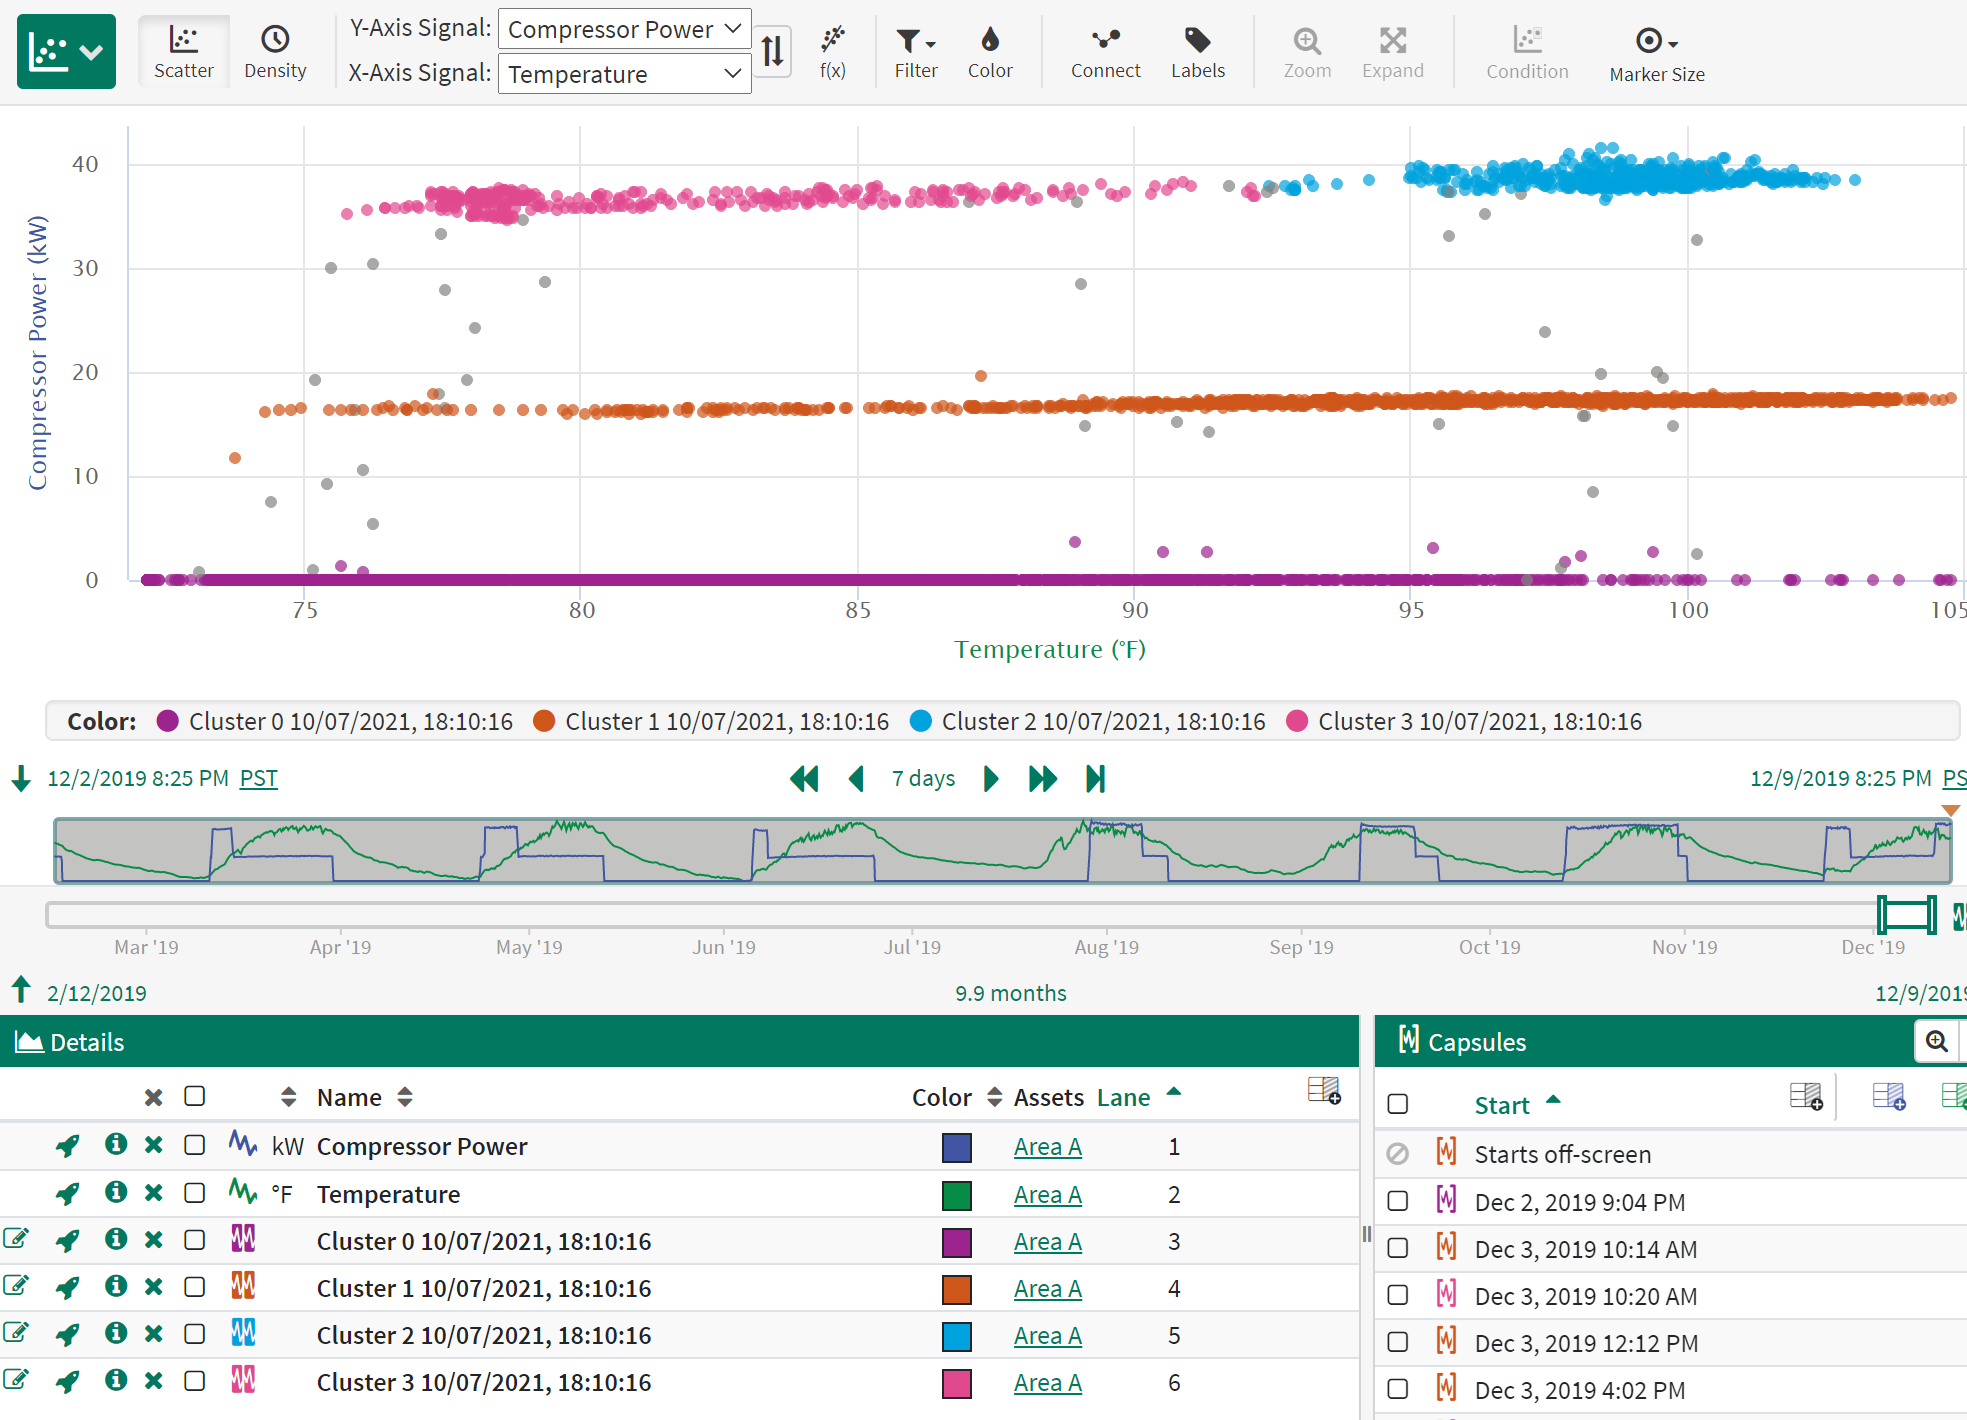 Scatter
Density
Y-Axis Signal: Compressor Power
X-Axis Signal: Temperature
f(x)
Filter
Color
Connect
Labels
Zoom
Expand
Condition
Marker Size
Compressor Power (kW)
40
30
20
10
0
75 80 85 90 95 100 105
Temperature (°F)
Color: Cluster 0 10/07/2021, 18:10:16 Cluster 1 10/07/2021, 18:10:16 Cluster 2 10/07/2021, 18:10:16 Cluster 3 10/07/2021, 18:10:16
12/2/2019 8:25 PM PST 7 days 12/9/2019 8:25 PM PS
Mar '19 Apr '19 May '19 Jun '19 Jul '19 Aug '19 Sep '19 Oct '19 Nov '19 Dec '19
2/12/2019 9.9 months 12/9/2019
Details
Name Color Assets Lane
kW Compressor Power Area A 1
°F Temperature Area A 2
Cluster 0 10/07/2021, 18:10:16 Area A 3
Cluster 1 10/07/2021, 18:10:16 Area A 4
Cluster 2 10/07/2021, 18:10:16 Area A 5
Cluster 3 10/07/2021, 18:10:16 Area A 6
Capsules
Start
Starts off-screen
Dec 2, 2019 9:04 PM
Dec 3, 2019 10:14 AM
Dec 3, 2019 10:20 AM
Dec 3, 2019 12:12 PM
Dec 3, 2019 4:02 PM